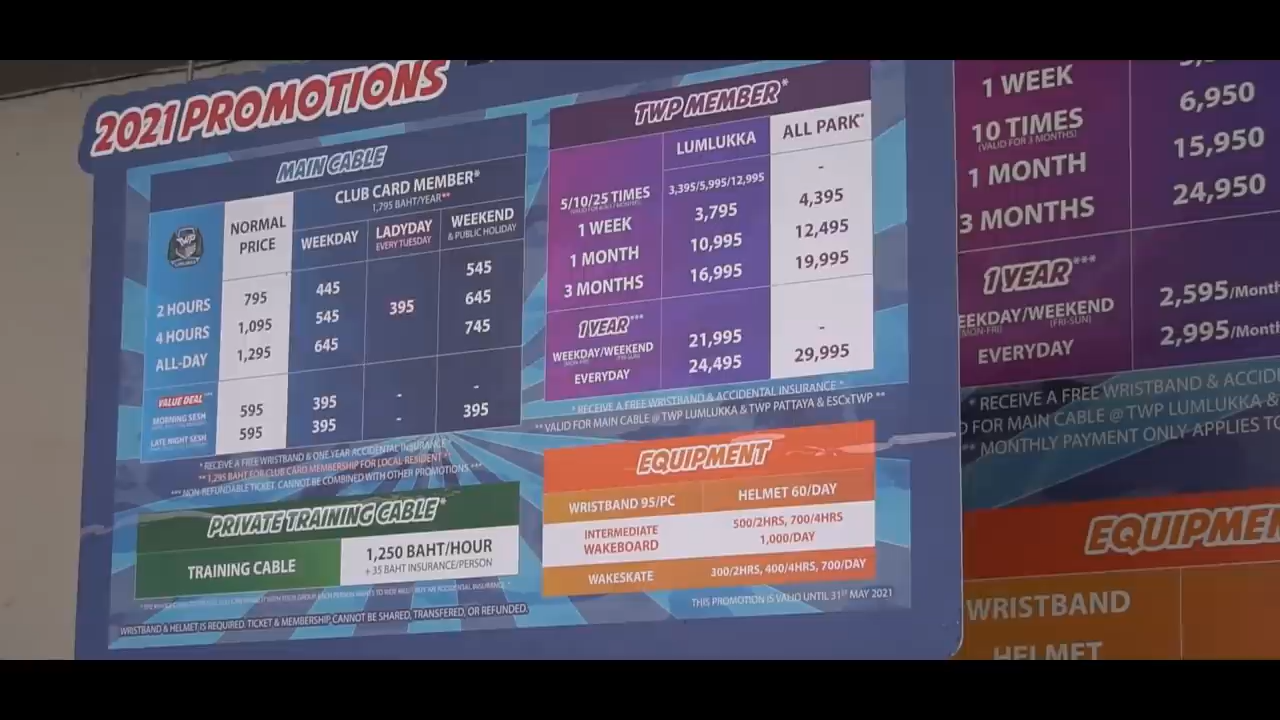 2021 PROMOTIONS
MAIN CABLE
NORMAL PRICE
CLUB CARD MEMBER*
1,795 BAHT/YEAR**
WEEKDAY
LADYDAY
EVERY TUESDAY
WEEKEND
& PUBLIC HOLIDAY
2 HOURS 795 445 545
4 HOURS 1,095 545 395 645
ALL-DAY 1,295 645 745
VALUE DEAL
MORNING SESH 595 395 - -
LATE NIGHT SESH 595 395 - 395
* RECEIVE A FREE WRISTBAND & ONE YEAR ACCIDENTAL INSURANCE *
** 1,295 BAHT FOR CLUB CARD MEMBERSHIP FOR LOCAL RESIDENT **
*** NON-REFUNDABLE TICKET. CANNOT BE COMBINED WITH OTHER PROMOTIONS ***
PRIVATE TRAINING CABLE*
TRAINING CABLE
1,250 BAHT/HOUR
+ 35 BAHT INSURANCE/PERSON
WRISTBAND & HELMET IS REQUIRED. TICKET & MEMBERSHIP CANNOT BE SHARED, TRANSFERED, OR REFUNDED.
TWP MEMBER*
LUMLUKKA ALL PARK*
5/10/25 TIMES 3,395/5,995/12,995 -
1 WEEK 3,795 4,395
1 MONTH 10,995 12,495
3 MONTHS 16,995 19,995
1 YEAR***
WEEKDAY/WEEKEND 21,995 -
EVERYDAY 24,495 29,995
* RECEIVE A FREE WRISTBAND & ACCIDENTAL INSURANCE *
** VALID FOR MAIN CABLE @ TWP LUMLUKKA & TWP PATTAYA & ESCxTWP **
EQUIPMENT
WRISTBAND 95/PC HELMET 60/DAY
INTERMEDIATE WAKEBOARD 500/2HRS, 700/4HRS
1,000/DAY
WAKESKATE 300/2HRS, 400/4HRS, 700/DAY
THIS PROMOTION IS VALID UNTIL 31ST MAY 2021
1 WEEK 6,950
10 TIMES
(VALID FOR 3 MONTHS)
15,950
1 MONTH 24,950
3 MONTHS
1 YEAR***
EEKDAY/WEEKEND 2,595/Month
(MON-FRI) (FRI-SUN)
EVERYDAY 2,995/Month
* RECEIVE A FREE WRISTBAND & ACCID
FOR MAIN CABLE @ TWP LUMLUKKA &
** MONTHLY PAYMENT ONLY APPLIES TO
EQUIPMEN
WRISTBAND
HELMET